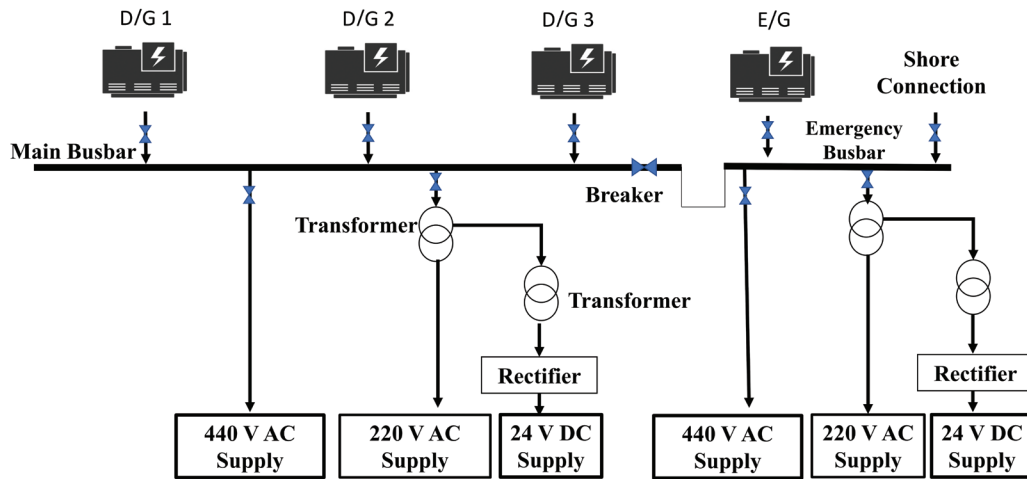 D/G 1
D/G 2
D/G 3
E/G
Shore
Connection
Main Busbar
Emergency
Busbar
Breaker
Transformer
Transformer
Rectifier
Rectifier
440 V AC
Supply
220 V AC
Supply
24 V DC
Supply
440 V AC
Supply
220 V AC
Supply
24 V DC
Supply